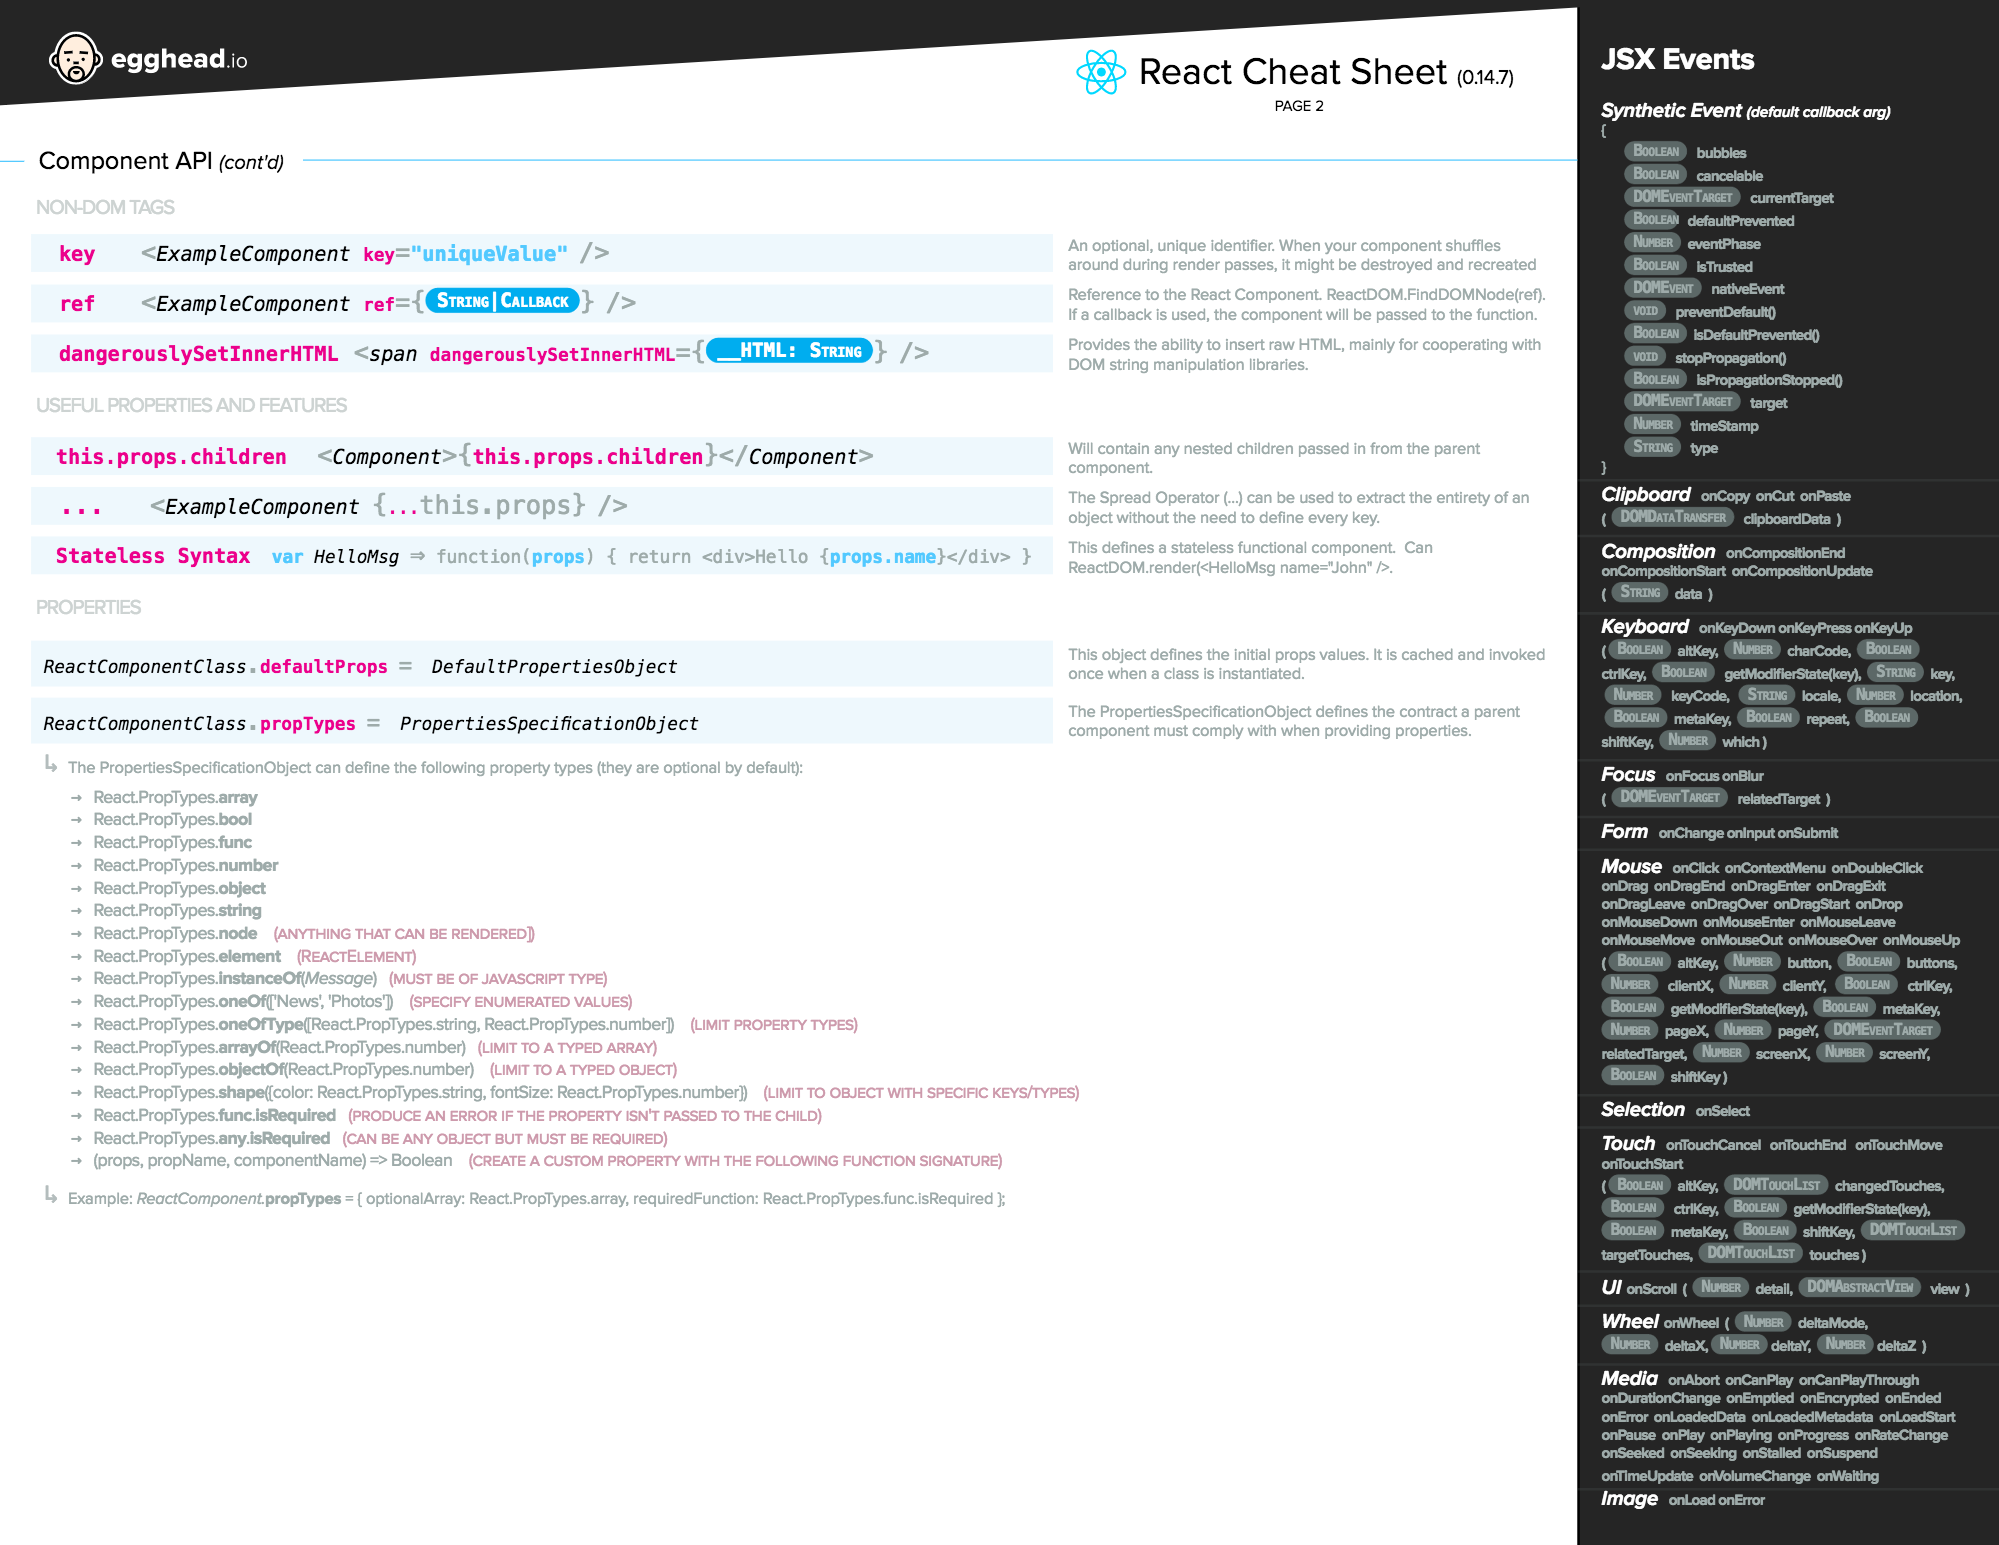 egghead.io
React Cheat Sheet (0.14.7)
PAGE 2
Component API (cont'd)
NON-DOM TAGS
key <ExampleComponent key="uniqueValue" />
An optional, unique identifier. When your component shuffles
around during render passes, it might be destroyed and recreated
ref <ExampleComponent ref={String|Callback} />
Reference to the React Component. ReactDOM.FindDOMNode(ref).
If a callback is used, the component will be passed to the function.
dangerouslySetInnerHTML <span dangerouslySetInnerHTML={__HTML: String} />
Provides the ability to insert raw HTML, mainly for cooperating with
DOM string manipulation libraries.
USEFUL PROPERTIES AND FEATURES
this.props.children <Component>{this.props.children}</Component>
Will contain any nested children passed in from the parent
component.
... <ExampleComponent {...this.props} />
The Spread Operator (...) can be used to extract the entirety of an
object without the need to define every key.
Stateless Syntax var HelloMsg ⇒ function(props) { return <div>Hello {props.name}</div> }
This defines a stateless functional component. Can
ReactDOM.render(<HelloMsg name="John" />.
PROPERTIES
ReactComponentClass.defaultProps = DefaultPropertiesObject
This object defines the initial props values. It is cached and invoked
once when a class is instantiated.
ReactComponentClass.propTypes = PropertiesSpecificationObject
The PropertiesSpecificationObject defines the contract a parent
component must comply with when providing properties.
↳ The PropertiesSpecificationObject can define the following property types (they are optional by default):
→ React.PropTypes.array
→ React.PropTypes.bool
→ React.PropTypes.func
→ React.PropTypes.number
→ React.PropTypes.object
→ React.PropTypes.string
→ React.PropTypes.node (ANYTHING THAT CAN BE RENDERED])
→ React.PropTypes.element (REACTELEMENT)
→ React.PropTypes.instanceOf(Message) (MUST BE OF JAVASCRIPT TYPE)
→ React.PropTypes.oneOf(['News', 'Photos']) (SPECIFY ENUMERATED VALUES)
→ React.PropTypes.oneOfType([React.PropTypes.string, React.PropTypes.number]) (LIMIT PROPERTY TYPES)
→ React.PropTypes.arrayOf(React.PropTypes.number) (LIMIT TO A TYPED ARRAY)
→ React.PropTypes.objectOf(React.PropTypes.number) (LIMIT TO A TYPED OBJECT)
→ React.PropTypes.shape([color: React.PropTypes.string, fontSize: React.PropTypes.number]) (LIMIT TO OBJECT WITH SPECIFIC KEYS/TYPES)
→ React.PropTypes.func.isRequired (PRODUCE AN ERROR IF THE PROPERTY ISN'T PASSED TO THE CHILD)
→ React.PropTypes.any.isRequired (CAN BE ANY OBJECT BUT MUST BE REQUIRED)
→ (props, propName, componentName) => Boolean (CREATE A CUSTOM PROPERTY WITH THE FOLLOWING FUNCTION SIGNATURE)
↳ Example: ReactComponent.propTypes = { optionalArray: React.PropTypes.array, requiredFunction: React.PropTypes.func.isRequired };
JSX Events
Synthetic Event (default callback arg)
{
Boolean bubbles
Boolean cancelable
DOMEventTarget currentTarget
Boolean defaultPrevented
Number eventPhase
Boolean isTrusted
DOMEvent nativeEvent
void preventDefault()
Boolean isDefaultPrevented()
void stopPropagation()
Boolean isPropagationStopped()
DOMEventTarget target
Number timeStamp
String type
}
Clipboard onCopy onCut onPaste
( DOMDataTransfer clipboardData )
Composition onCompositionEnd
onCompositionStart onCompositionUpdate
( String data )
Keyboard onKeyDown onKeyPress onKeyUp
( Boolean altKey, Number charCode, Boolean
ctrlKey, Boolean getModifierState(key), String key,
Number keyCode, String locale, Number location,
Boolean metaKey, Boolean repeat, Boolean
shiftKey, Number which )
Focus onFocus onBlur
( DOMEventTarget relatedTarget )
Form onChange onInput onSubmit
Mouse onClick onContextMenu onDoubleClick
onDrag onDragEnd onDragEnter onDragExit
onDragLeave onDragOver onDragStart onDrop
onMouseDown onMouseEnter onMouseLeave
onMouseMove onMouseOut onMouseOver onMouseUp
( Boolean altKey, Number button, Boolean buttons,
Number clientX, Number clientY, Boolean ctrlKey,
Boolean getModifierState(key), Boolean metaKey,
Number pageX, Number pageY, DOMEventTarget
relatedTarget, Number screenX, Number screenY,
Boolean shiftKey )
Selection onSelect
Touch onTouchCancel onTouchEnd onTouchMove
onTouchStart
( Boolean altKey, DOMTouchList changedTouches,
Boolean ctrlKey, Boolean getModifierState(key),
Boolean metaKey, Boolean shiftKey, DOMTouchList
targetTouches, DOMTouchList touches )
UI onScroll ( Number detail, DOMAbstractView view )
Wheel onWheel ( Number deltaMode,
Number deltaX, Number deltaY, Number deltaZ )
Media onAbort onCanPlay onCanPlayThrough
onDurationChange onEmptied onEncrypted onEnded
onError onLoadedData onLoadedMetadata onLoadStart
onPause onPlay onPlaying onProgress onRateChange
onSeeked onSeeking onStalled onSuspend
onTimeUpdate onVolumeChange onWaiting
Image onLoad onError